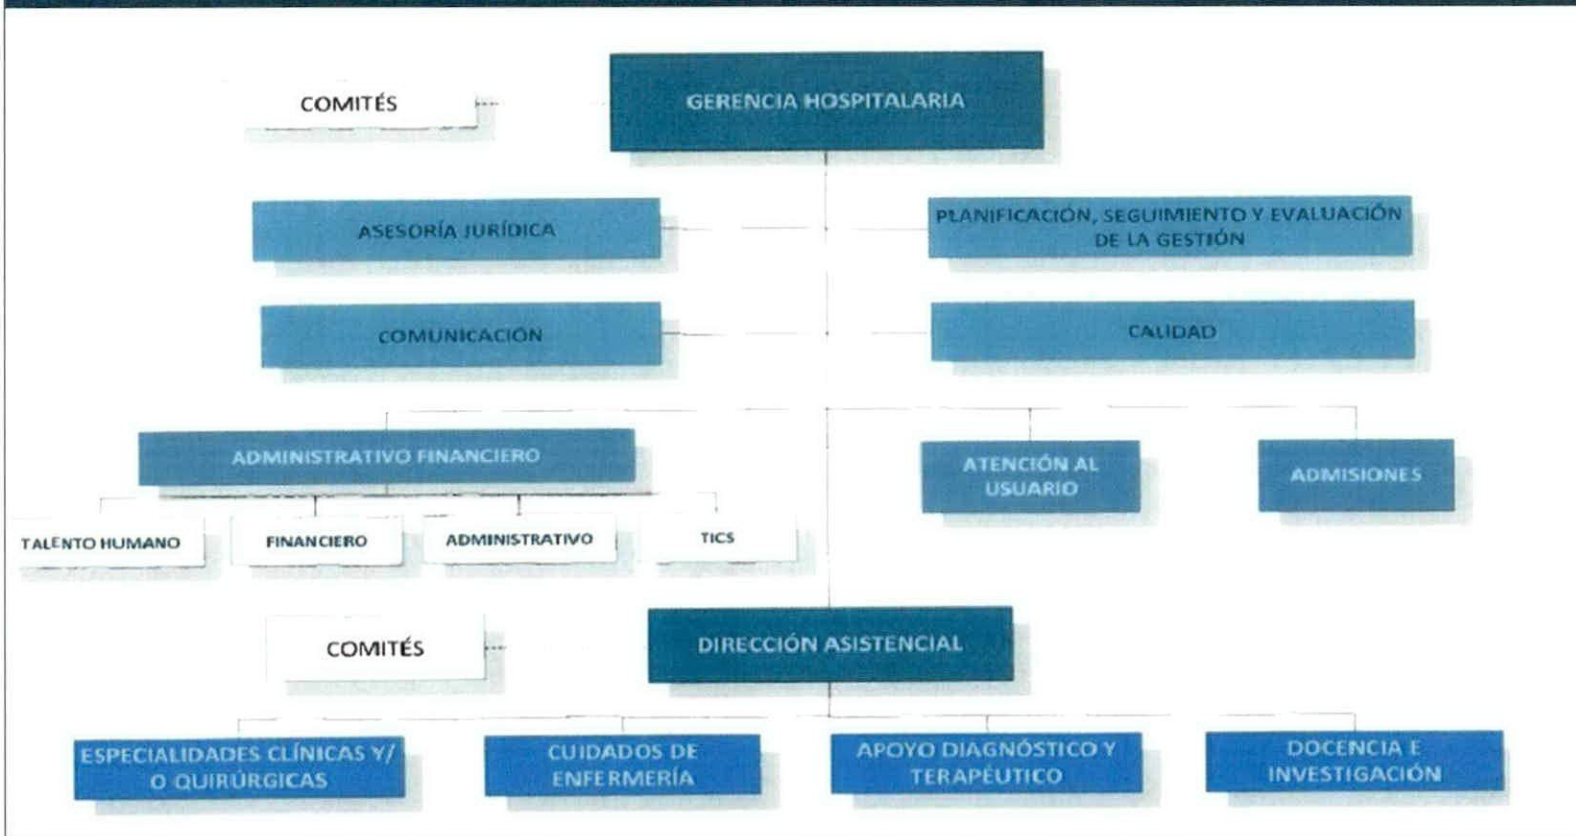 COMITÉS
GERENCIA HOSPITALARIA
ASESORÍA JURÍDICA
PLANIFICACIÓN, SEGUIMIENTO Y EVALUACIÓN
DE LA GESTIÓN
COMUNICACIÓN
CALIDAD
ADMINISTRATIVO FINANCIERO
ATENCIÓN AL
USUARIO
ADMISIONES
TALENTO HUMANO
FINANCIERO
ADMINISTRATIVO
TICS
COMITÉS
DIRECCIÓN ASISTENCIAL
ESPECIALIDADES CLÍNICAS Y/
O QUIRÚRGICAS
CUIDADOS DE
ENFERMERÍA
APOYO DIAGNÓSTICO Y
TERAPÉUTICO
DOCENCIA E
INVESTIGACIÓN